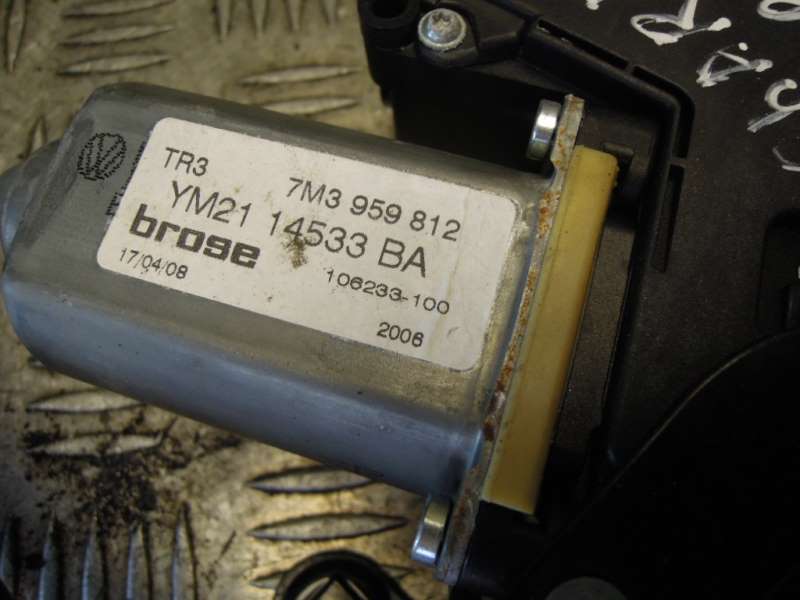 TR3
7M3 959 812
YM21 14533 BA
brose
17/04/08
106233-100
2006